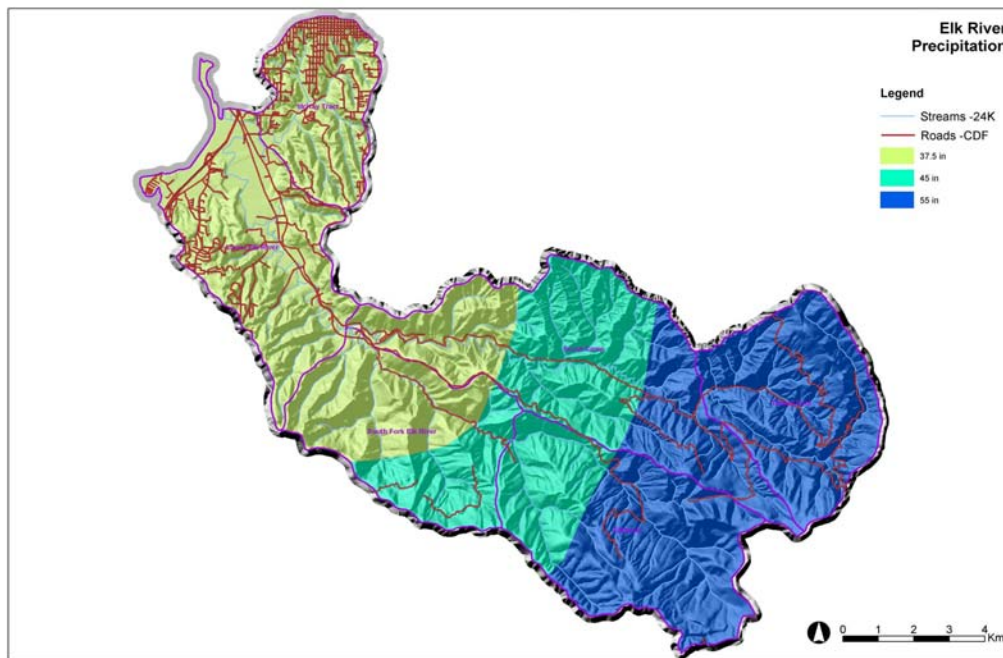 Elk River
Precipitation
Legend
Streams -24K
Roads -CDF
37.5 in
45 in
55 in
South Fork Elk River
0 1 2 3 4
Km